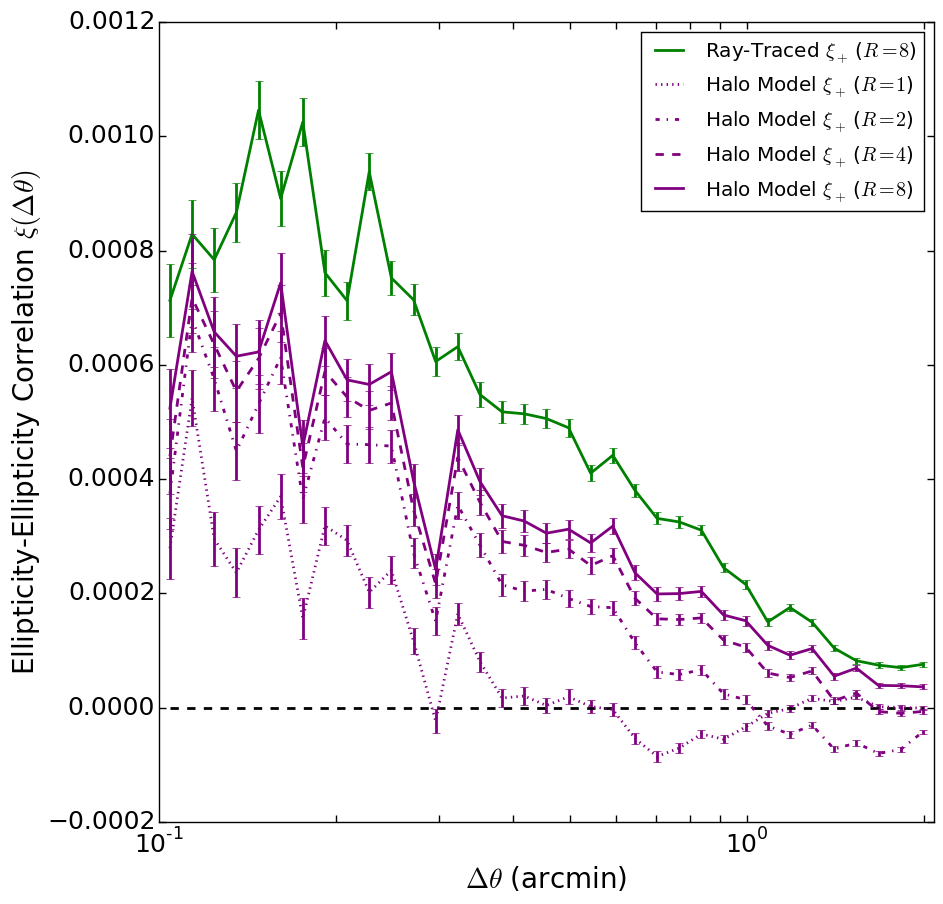 0.0012
0.0010
0.0008
0.0006
0.0004
0.0002
0.0000
−0.0002
Ellipticity-Ellipticity Correlation ξ(Δθ)
Ray-Traced ξ₊ (R=8)
Halo Model ξ₊ (R=1)
Halo Model ξ₊ (R=2)
Halo Model ξ₊ (R=4)
Halo Model ξ₊ (R=8)
10⁻¹
10⁰
Δθ (arcmin)